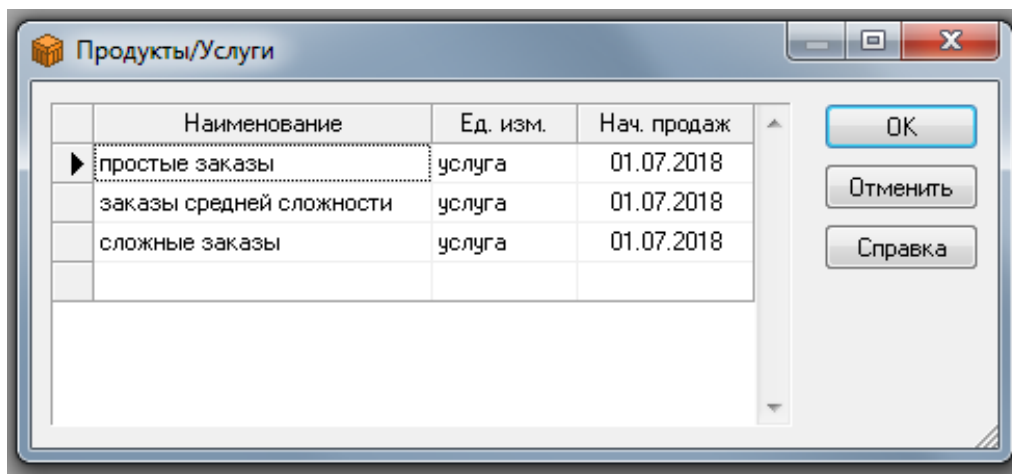 Продукты/Услуги
Наименование Ед. изм. Нач. продаж
простые заказы услуга 01.07.2018
заказы средней сложности услуга 01.07.2018
сложные заказы услуга 01.07.2018
OK
Отменить
Справка